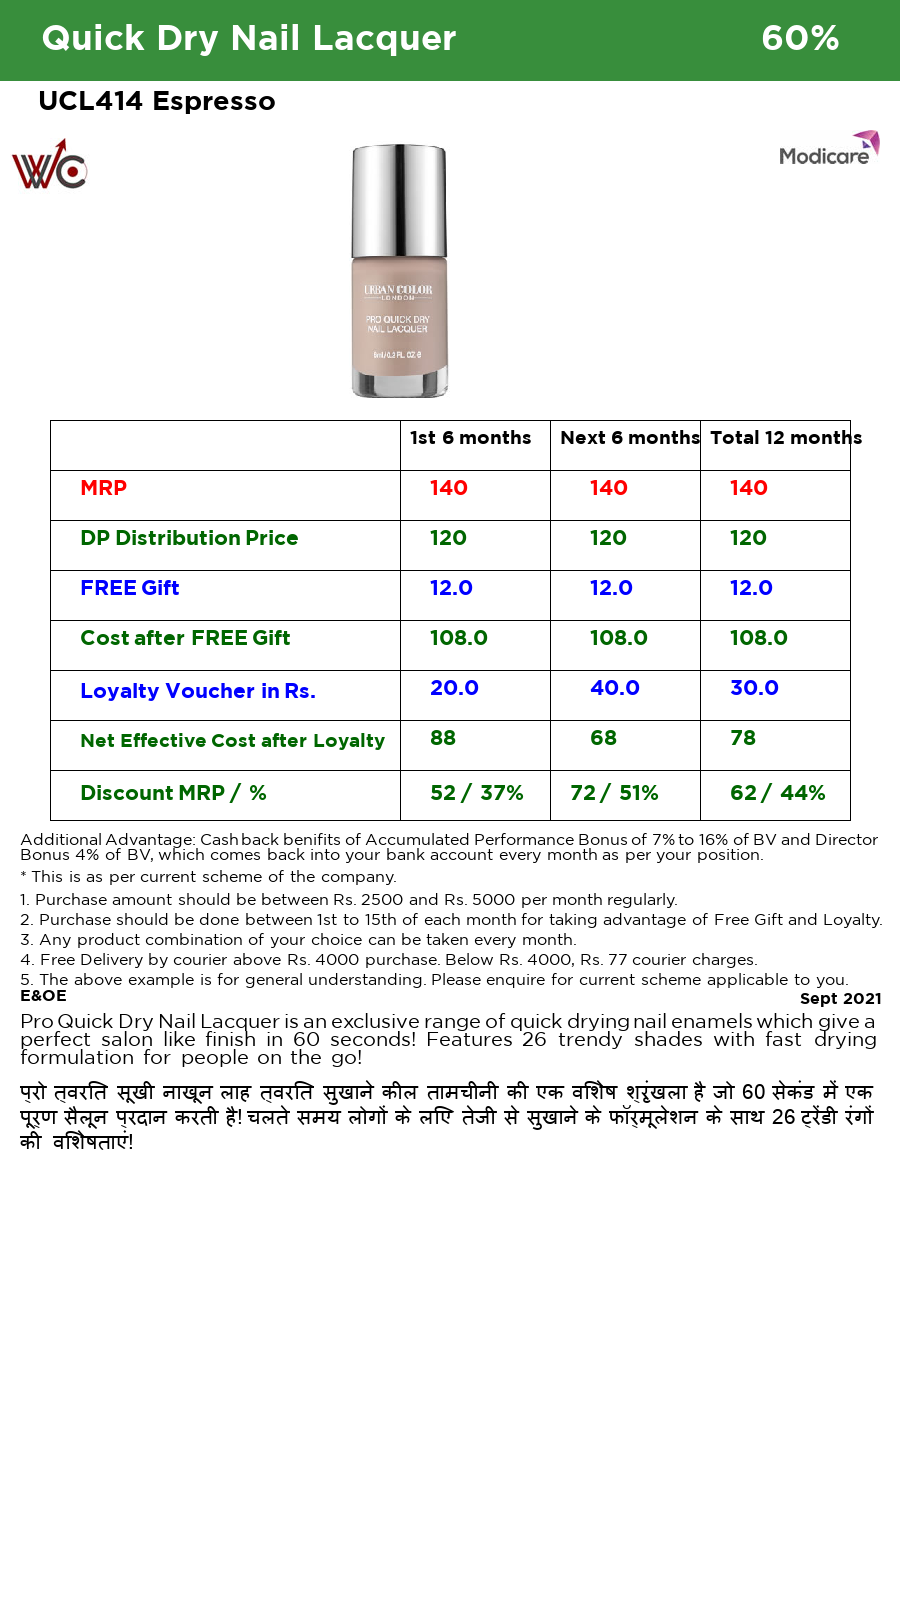 Quick Dry Nail Lacquer 60%
UCL414 Espresso
WC
Modicare
URBAN COLOR
LONDON
PRO QUICK DRY
NAIL LACQUER
1st 6 months Next 6 months Total 12 months
MRP 140 140 140
DP Distribution Price 120 120 120
FREE Gift 12.0 12.0 12.0
Cost after FREE Gift 108.0 108.0 108.0
Loyalty Voucher in Rs. 20.0 40.0 30.0
Net Effective Cost after Loyalty 88 68 78
Discount MRP / % 52 / 37% 72 / 51% 62 / 44%
Additional Advantage: Cashback benifits of Accumulated Performance Bonus of 7% to 16% of BV and Director
Bonus 4% of BV, which comes back into your bank account every month as per your position.
* This is as per current scheme of the company.
1. Purchase amount should be between Rs. 2500 and Rs. 5000 per month regularly.
2. Purchase should be done between 1st to 15th of each month for taking advantage of Free Gift and Loyalty.
3. Any product combination of your choice can be taken every month.
4. Free Delivery by courier above Rs. 4000 purchase. Below Rs. 4000, Rs. 77 courier charges.
5. The above example is for general understanding. Please enquire for current scheme applicable to you.
E&OE Sept 2021
Pro Quick Dry Nail Lacquer is an exclusive range of quick drying nail enamels which give a
perfect salon like finish in 60 seconds! Features 26 trendy shades with fast drying
formulation for people on the go!
प्रो त्वरित सूखी नाखून लाह त्वरित सुखाने कील तामचीनी की एक विशेष श्रृंखला है जो 60 सेकंड में एक
पूर्ण सैलून प्रदान करती है! चलते समय लोगों के लिए तेजी से सुखाने के फॉर्मूलेशन के साथ 26 ट्रेंडी रंगों
की विशेषताएं!